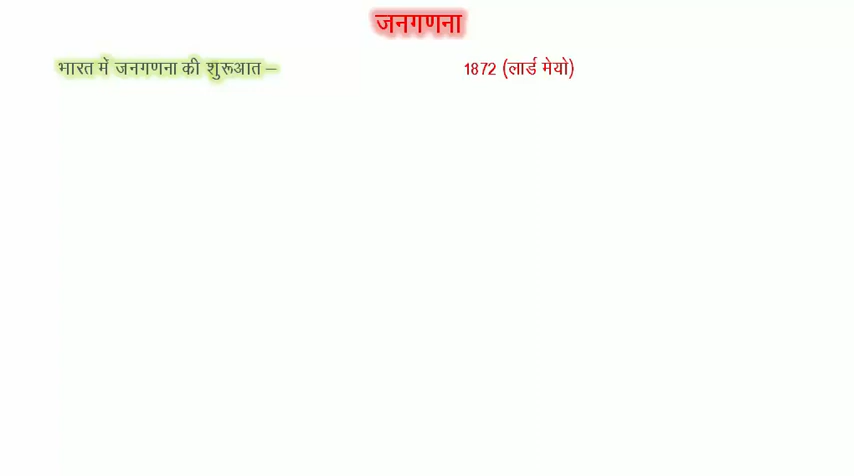 जनगणना
भारत में जनगणना की शुरूआत – 1872 (लार्ड मेयो)